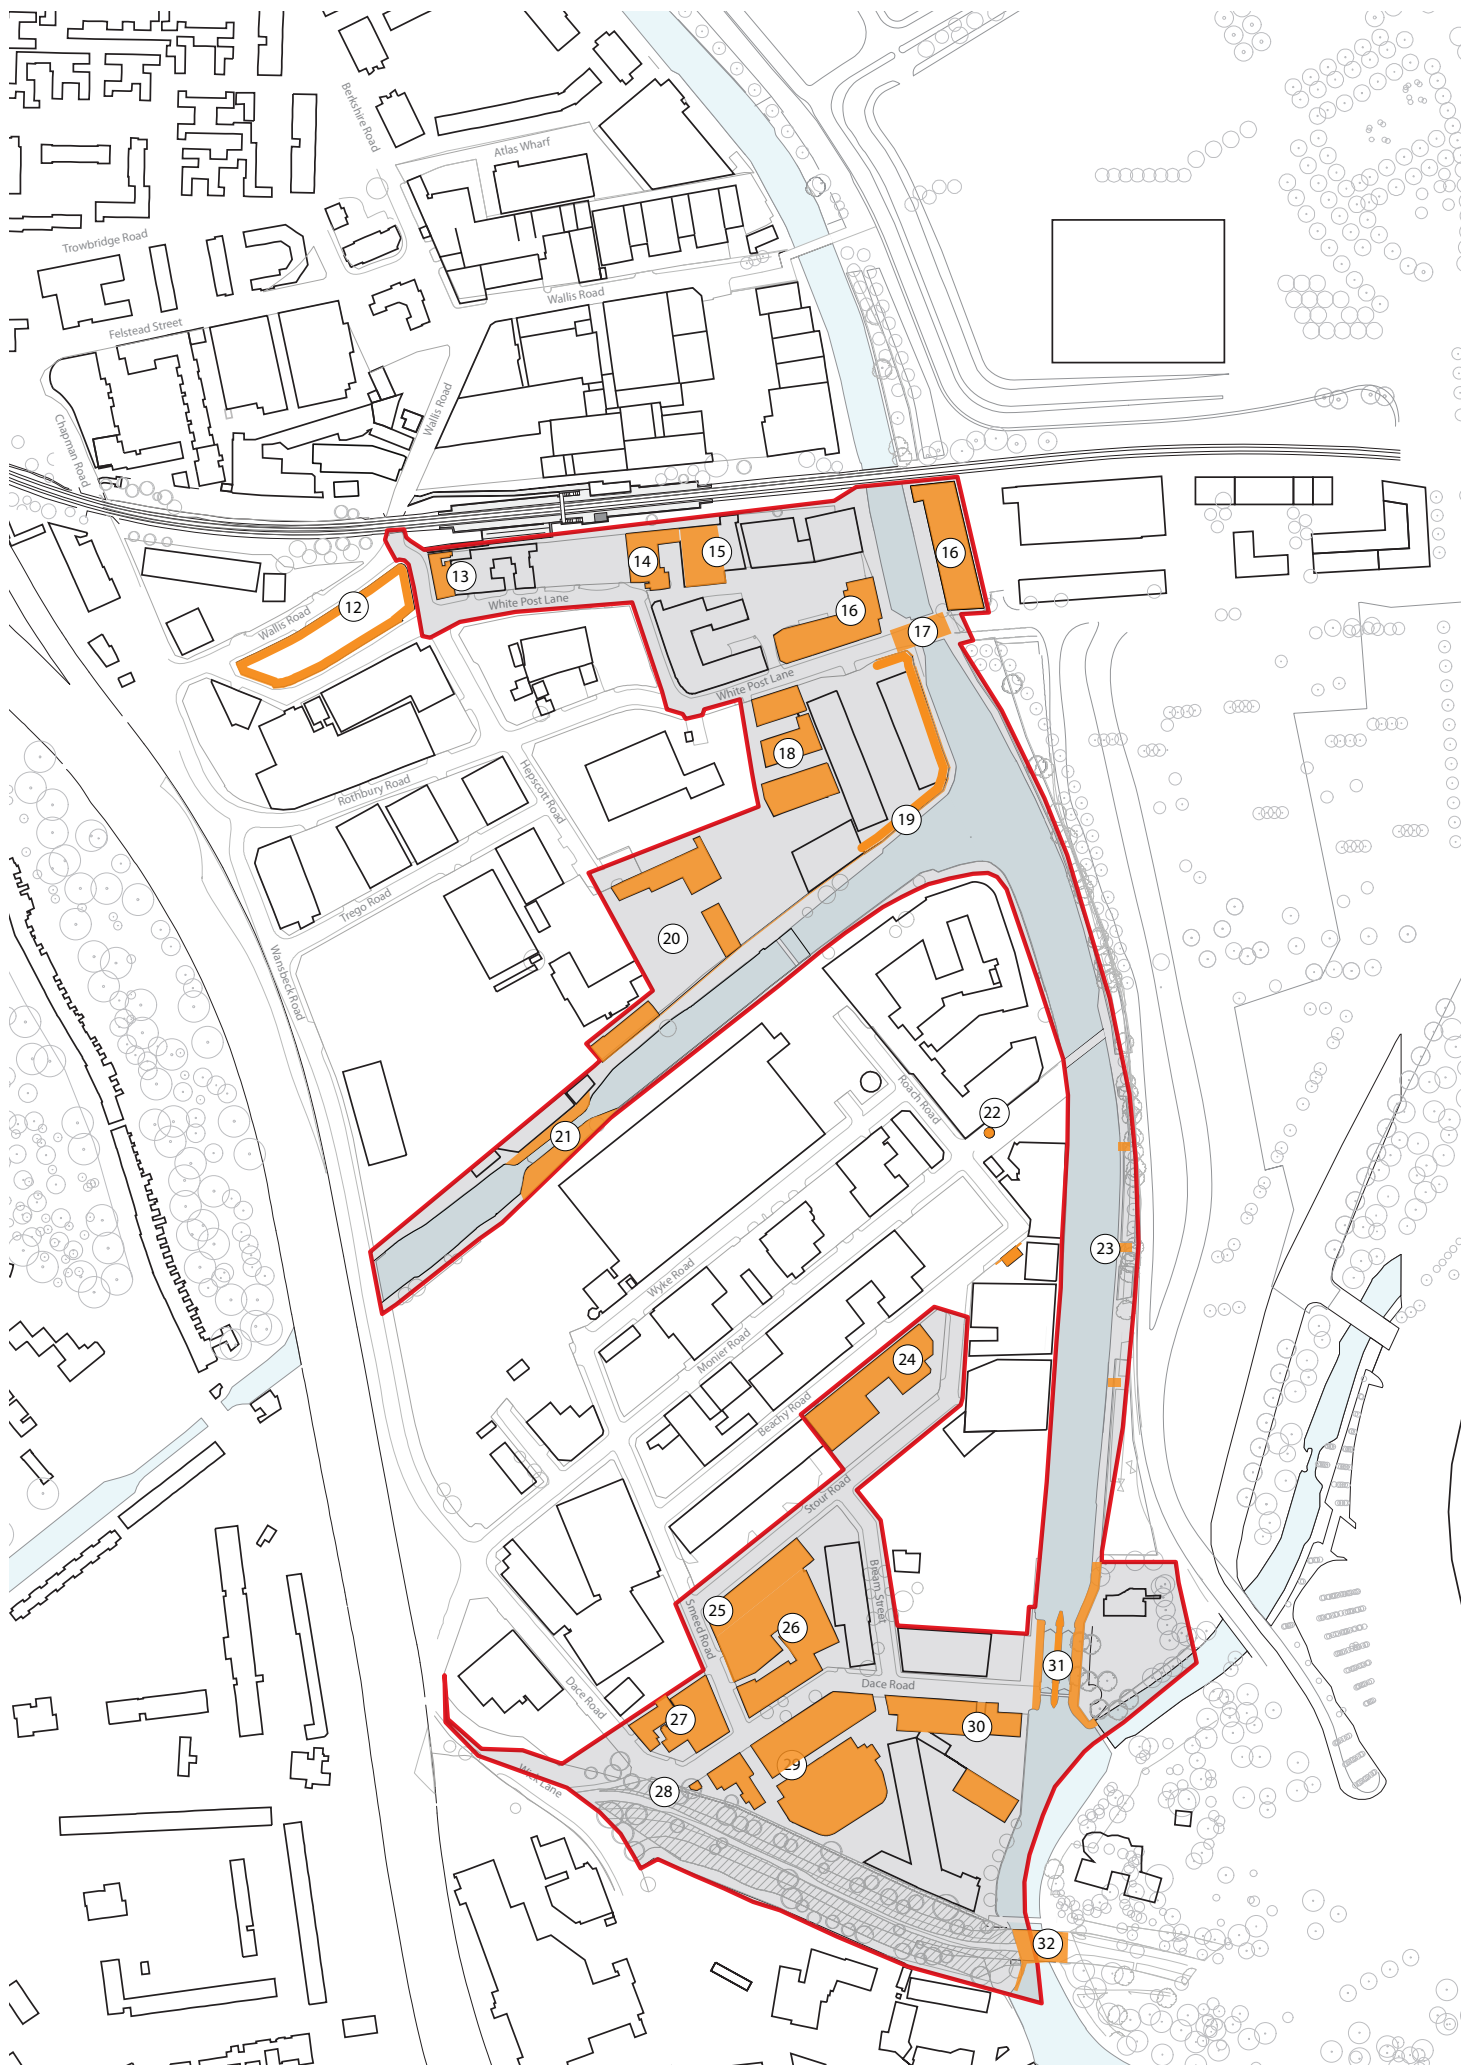 Berkshire Road
Atlas Wharf
Trowbridge Road
Wallis Road
Felstead Street
Wallis Road
Chapman Road
16
15
14
13
White Post Lane
12
Wallis Road
16
17
White Post Lane
18
Hepscott Road
Rothbury Road
19
Trego Road
20
Wansbeck Road
Roach Road
22
21
23
Wyke Road
Monier Road
24
Beachy Road
Stour Road
Bream Street
25
26
Smeed Road
31
Dace Road
Dace Road
27
30
29
Wick Lane
28
32